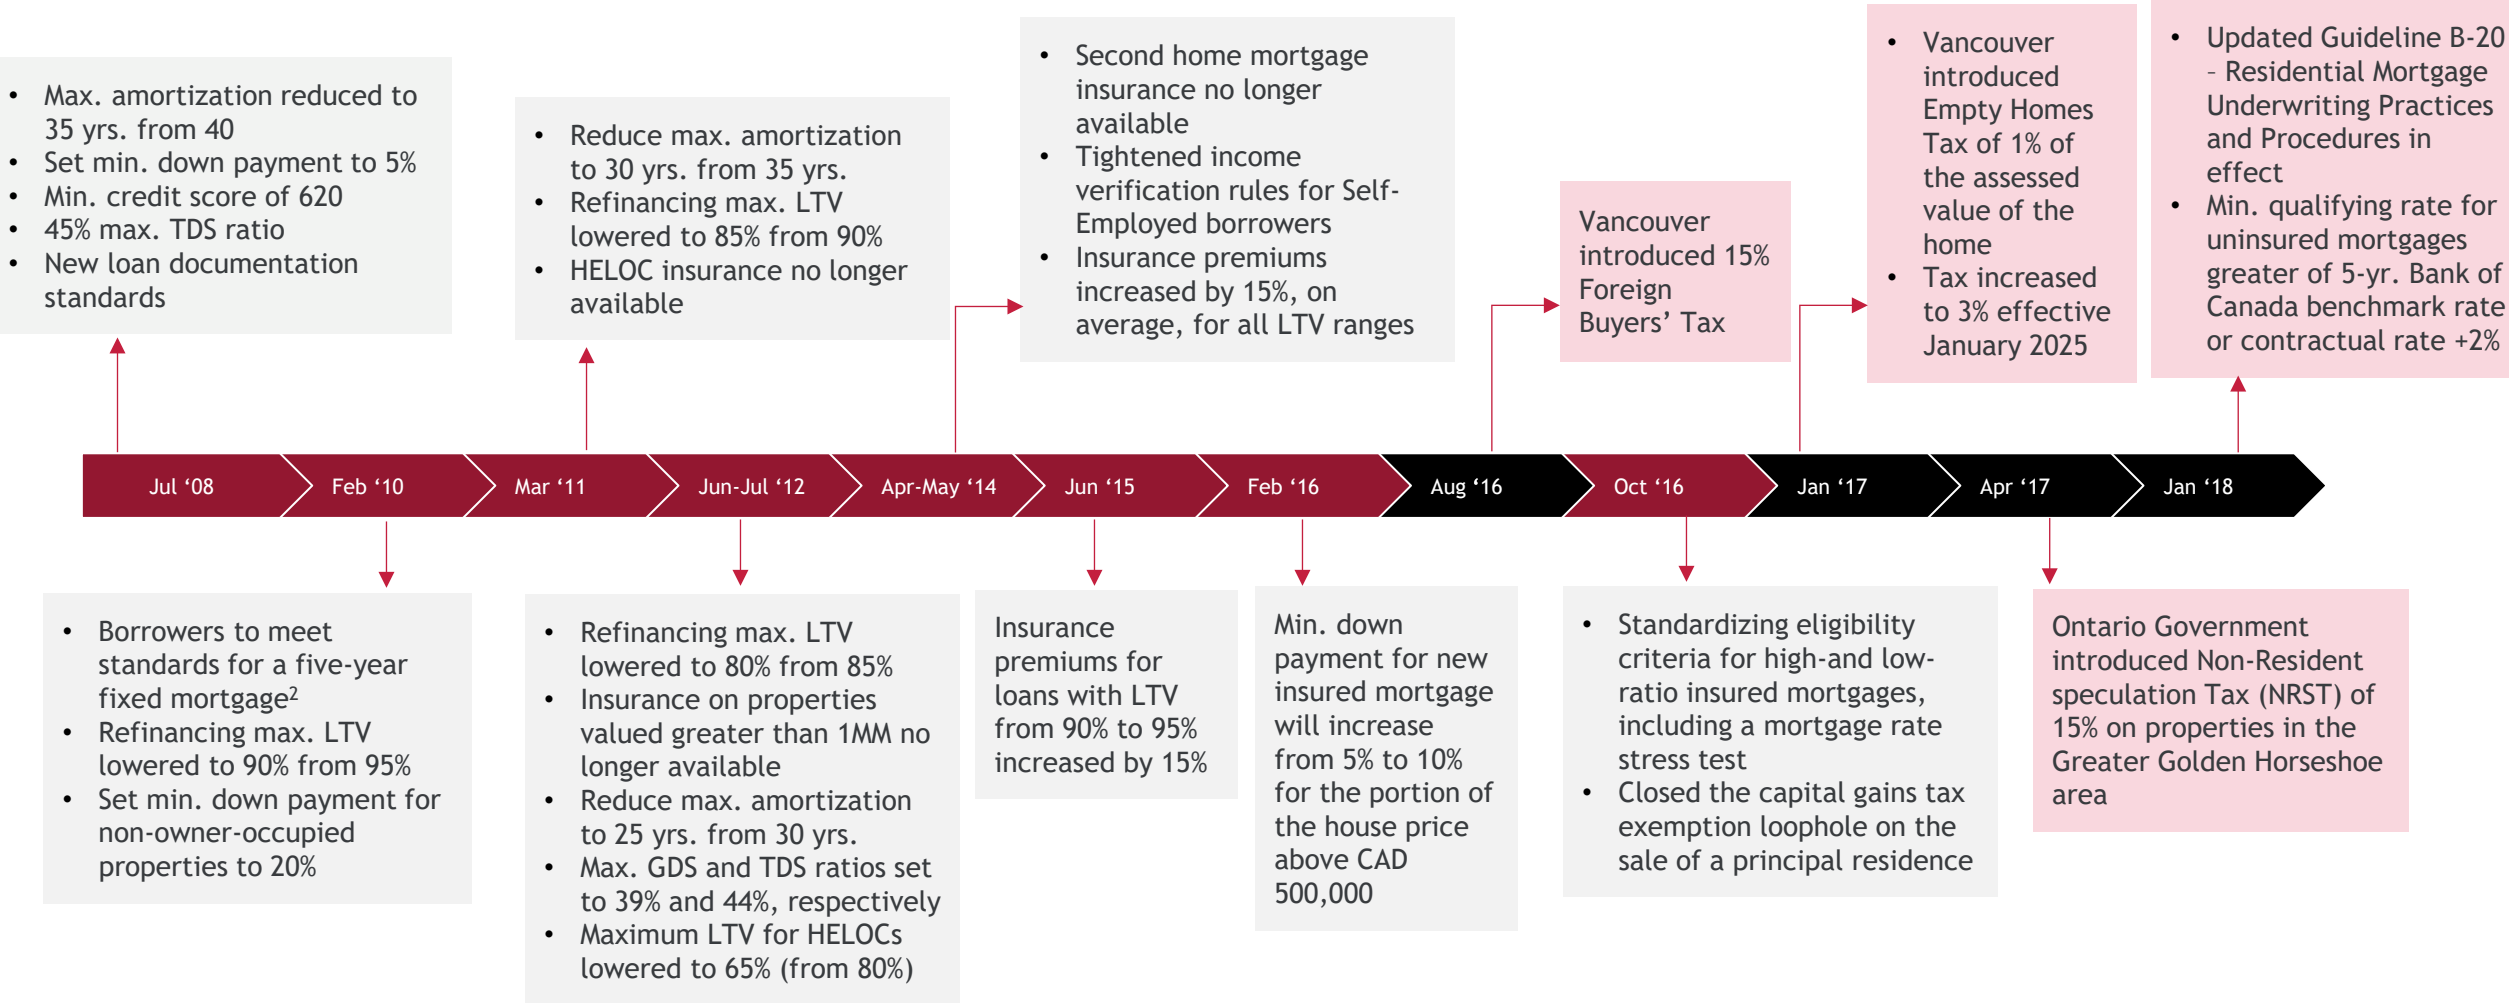 • Max. amortization reduced to
35 yrs. from 40
• Set min. down payment to 5%
• Min. credit score of 620
• 45% max. TDS ratio
• New loan documentation
standards
• Reduce max. amortization
to 30 yrs. from 35 yrs.
• Refinancing max. LTV
lowered to 85% from 90%
• HELOC insurance no longer
available
• Second home mortgage
insurance no longer
available
• Tightened income
verification rules for Self-
Employed borrowers
• Insurance premiums
increased by 15%, on
average, for all LTV ranges
Vancouver
introduced 15%
Foreign
Buyers’ Tax
• Vancouver
introduced
Empty Homes
Tax of 1% of
the assessed
value of the
home
• Tax increased
to 3% effective
January 2025
• Updated Guideline B-20
– Residential Mortgage
Underwriting Practices
and Procedures in
effect
• Min. qualifying rate for
uninsured mortgages
greater of 5-yr. Bank of
Canada benchmark rate
or contractual rate +2%
Jul ‘08
Feb ‘10
Mar ‘11
Jun-Jul ‘12
Apr-May ‘14
Jun ‘15
Feb ‘16
Aug ‘16
Oct ‘16
Jan ‘17
Apr ‘17
Jan ‘18
• Borrowers to meet
standards for a five-year
fixed mortgage2
• Refinancing max. LTV
lowered to 90% from 95%
• Set min. down payment for
non-owner-occupied
properties to 20%
• Refinancing max. LTV
lowered to 80% from 85%
• Insurance on properties
valued greater than 1MM no
longer available
• Reduce max. amortization
to 25 yrs. from 30 yrs.
• Max. GDS and TDS ratios set
to 39% and 44%, respectively
• Maximum LTV for HELOCs
lowered to 65% (from 80%)
Insurance
premiums for
loans with LTV
from 90% to 95%
increased by 15%
Min. down
payment for new
insured mortgage
will increase
from 5% to 10%
for the portion of
the house price
above CAD
500,000
• Standardizing eligibility
criteria for high-and low-
ratio insured mortgages,
including a mortgage rate
stress test
• Closed the capital gains tax
exemption loophole on the
sale of a principal residence
Ontario Government
introduced Non-Resident
speculation Tax (NRST) of
15% on properties in the
Greater Golden Horseshoe
area